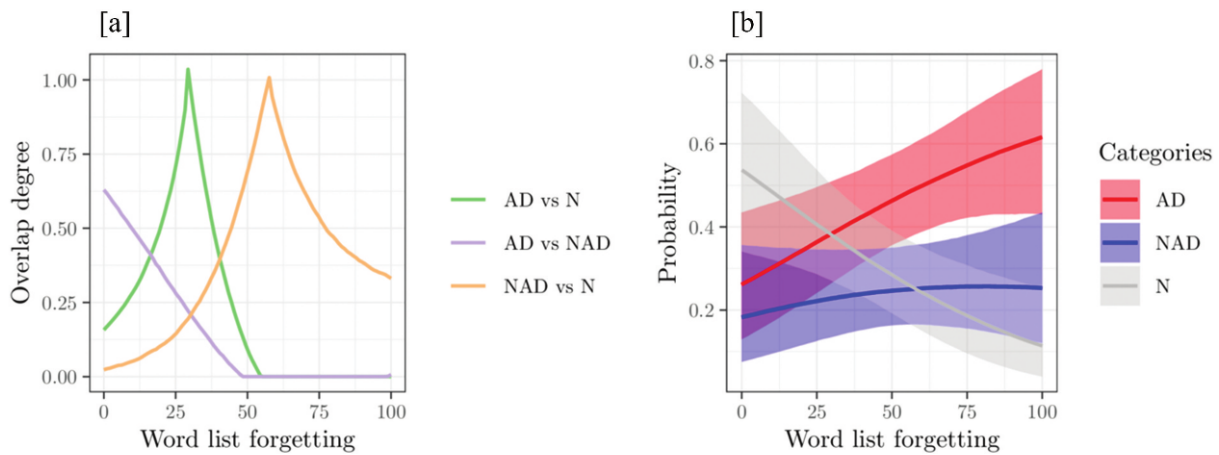 [a]
1.00
0.75
0.50
0.25
0.00
Overlap degree
0
25
50
75
100
Word list forgetting
AD vs N
AD vs NAD
NAD vs N
[b]
0.8
0.6
0.4
0.2
Probability
0
25
50
75
100
Word list forgetting
Categories
AD
NAD
N